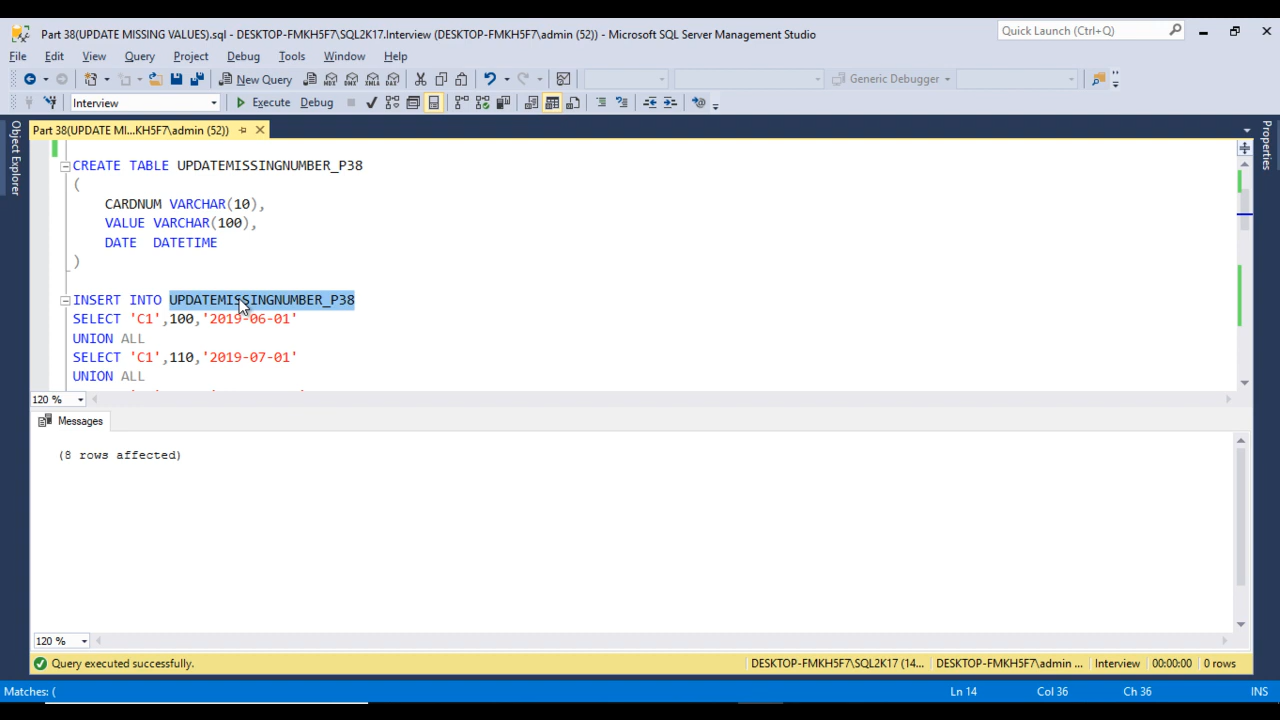 Part 38(UPDATE MISSING VALUES).sql - DESKTOP-FMKH5F7\SQL2K17.Interview (DESKTOP-FMKH5F7\admin (52)) - Microsoft SQL Server Management Studio
Quick Launch (Ctrl+Q)
File Edit View Query Project Debug Tools Window Help
New Query
MDX DMX XMLA DAX
Generic Debugger
Interview
Execute Debug
Part 38(UPDATE MI...KH5F7\admin (52))
Object Explorer
Properties
CREATE TABLE UPDATEMISSINGNUMBER_P38
(
CARDNUM VARCHAR(10),
VALUE VARCHAR(100),
DATE DATETIME
)
INSERT INTO UPDATEMISSINGNUMBER_P38
SELECT 'C1',100,'2019-06-01'
UNION ALL
SELECT 'C1',110,'2019-07-01'
UNION ALL
120 %
Messages
(8 rows affected)
120 %
Query executed successfully.
DESKTOP-FMKH5F7\SQL2K17 (14... DESKTOP-FMKH5F7\admin ... Interview 00:00:00 0 rows
Matches: (
Ln 14 Col 36 Ch 36 INS